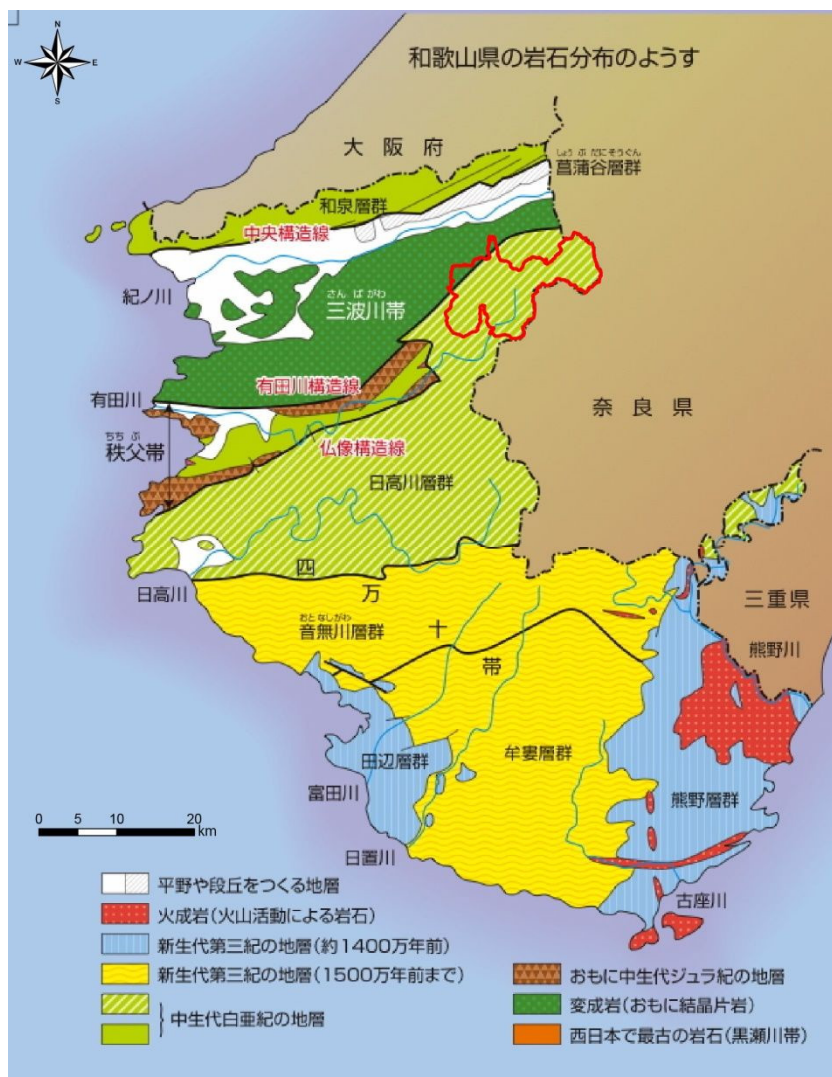 N
W
E
S
和歌山県の岩石分布のようす
大阪府
しょうぶだにそうぐん
菖蒲谷層群
和泉層群
中央構造線
紀ノ川
さんばがわ
三波川帯
有田川構造線
有田川
ちちぶ
秩父帯
仏像構造線
奈良県
日高川層群
日高川
四万十帯
三重県
おとなしがわ
音無川層群
熊野川
田辺層群
牟婁層群
富田川
熊野層群
0 5 10 20
km
日置川
古座川
平野や段丘をつくる地層
火成岩(火山活動による岩石)
新生代第三紀の地層(約1400万年前)
新生代第三紀の地層(1500万年前まで)
中生代白亜紀の地層
おもに中生代ジュラ紀の地層
変成岩(おもに結晶片岩)
西日本で最古の岩石(黒瀬川帯)